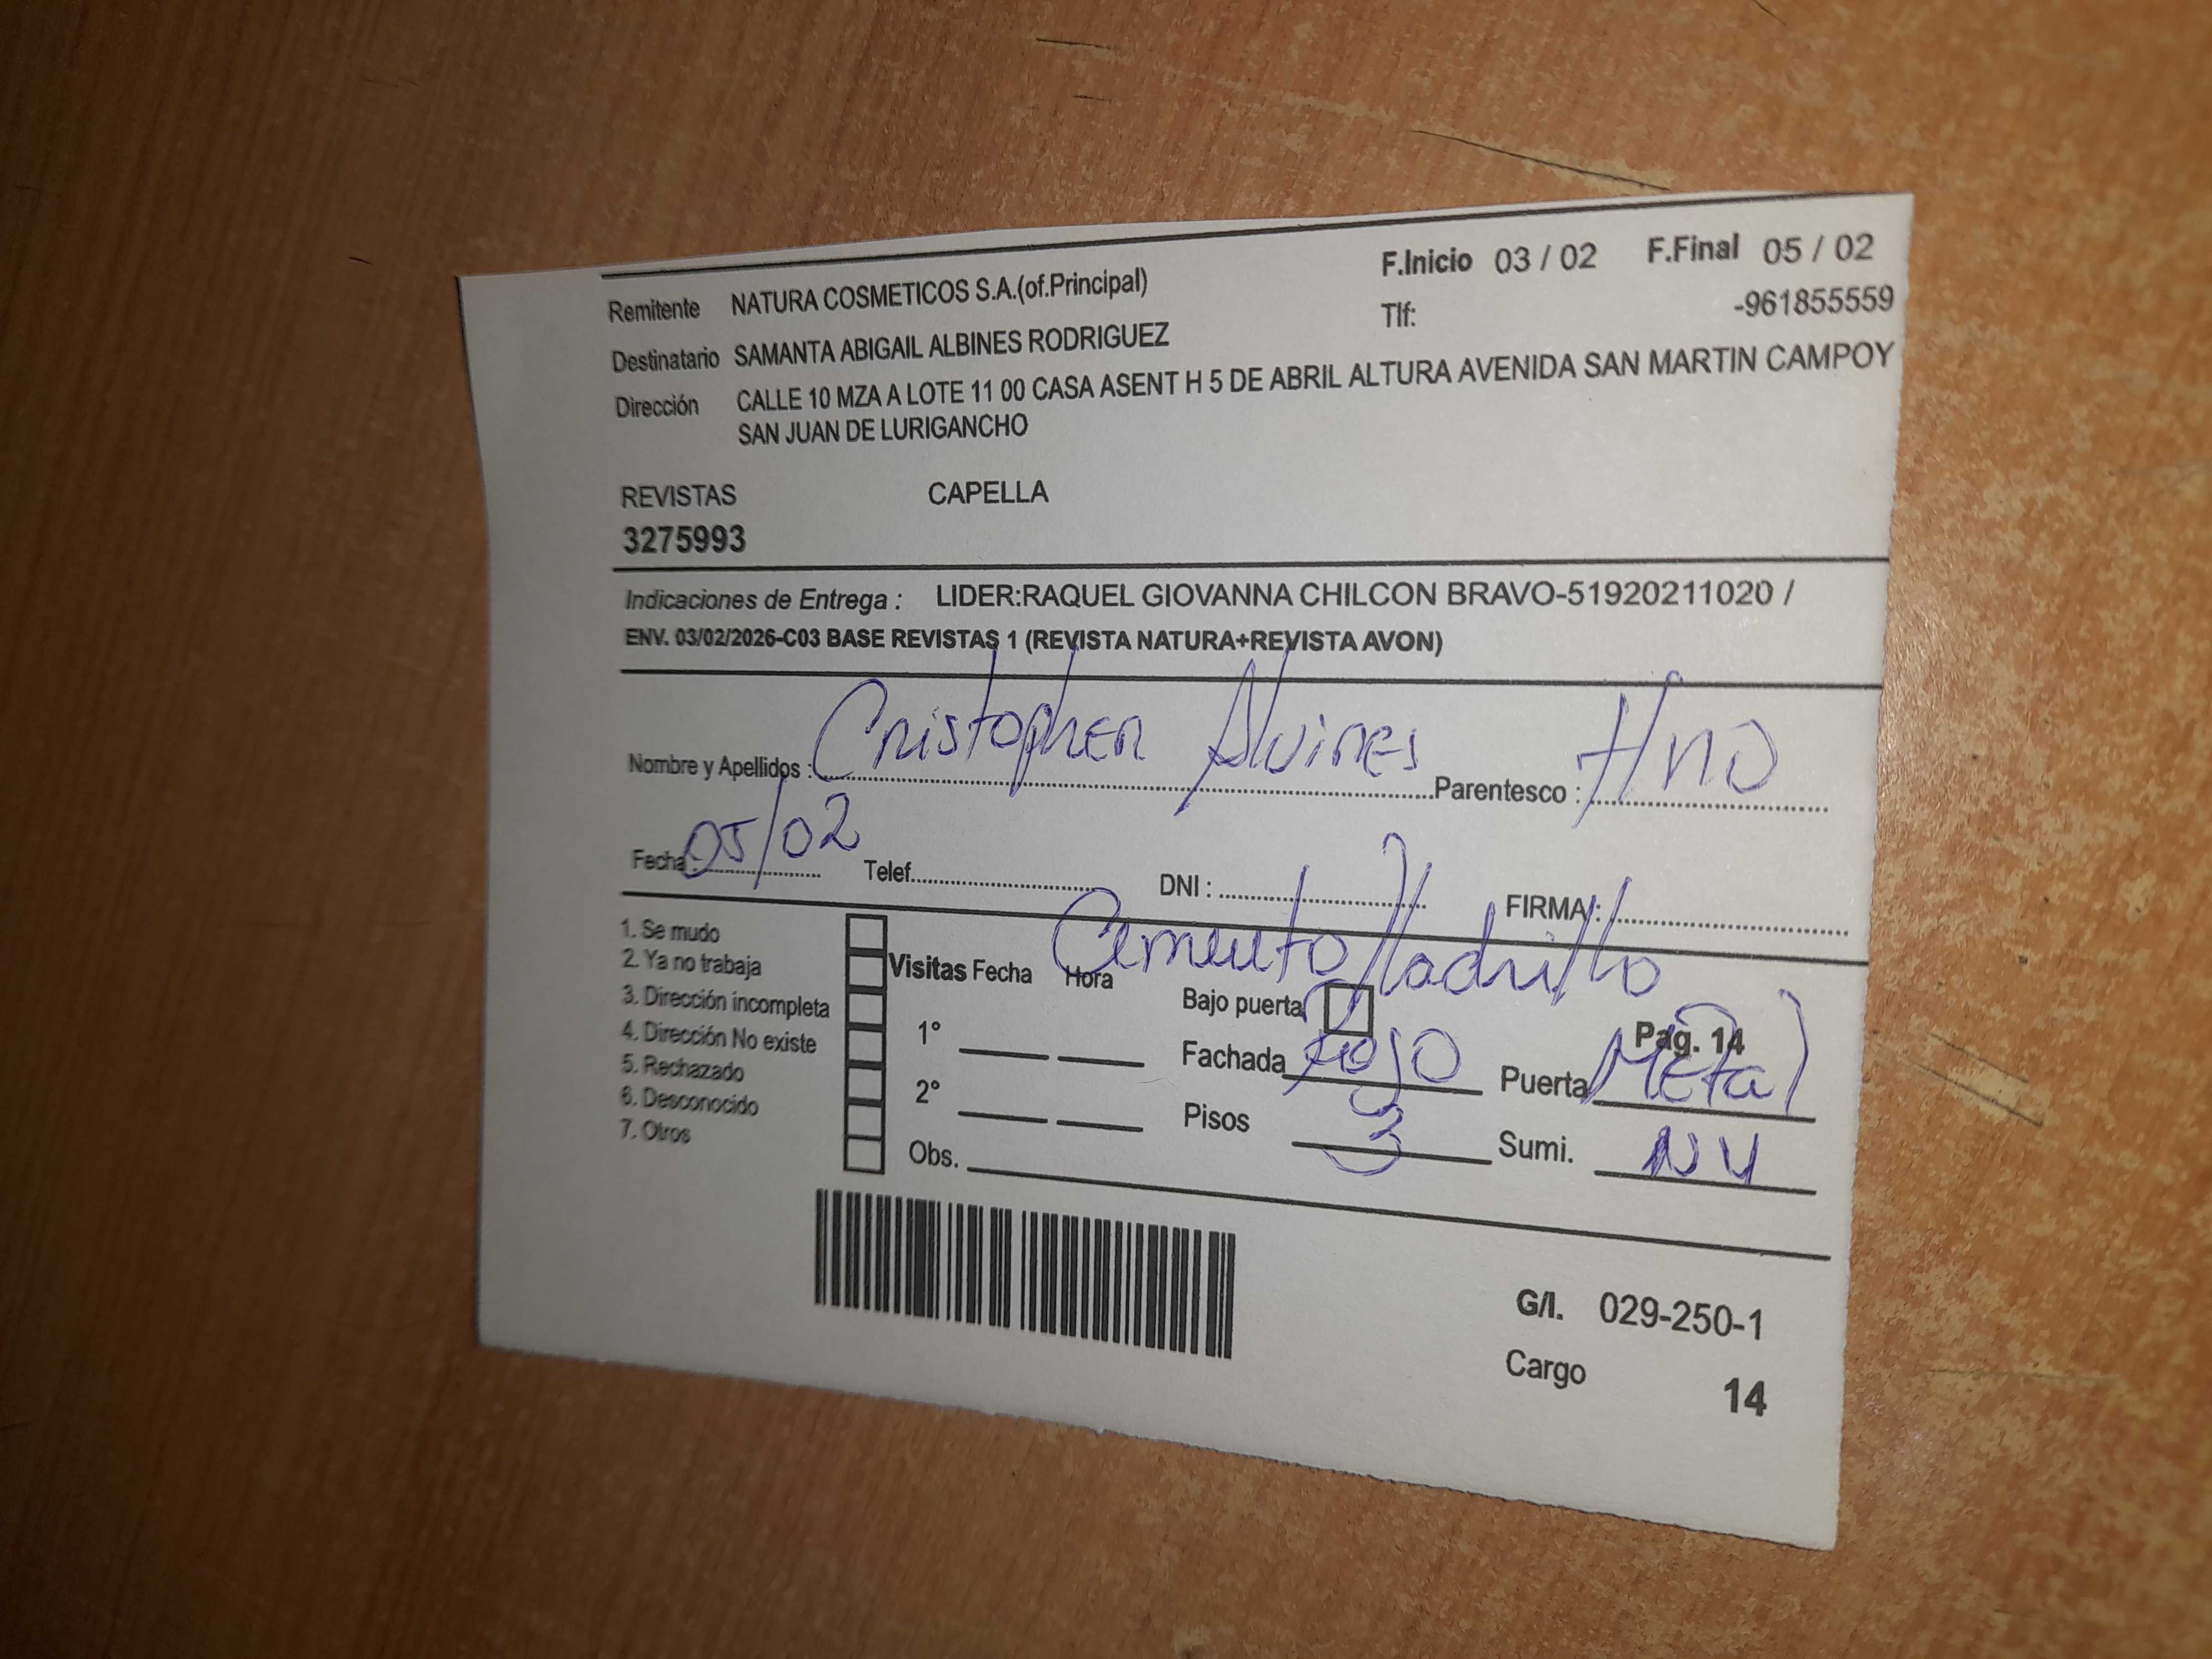 F.Inicio 03 / 02 F.Final 05 / 02
Remitente NATURA COSMETICOS S.A.(of.Principal) Tlf: -961855559
Destinatario SAMANTA ABIGAIL ALBINES RODRIGUEZ
Dirección CALLE 10 MZA A LOTE 11 00 CASA ASENT H 5 DE ABRIL ALTURA AVENIDA SAN MARTIN CAMPOY
SAN JUAN DE LURIGANCHO
REVISTAS CAPELLA
3275993
Indicaciones de Entrega : LIDER:RAQUEL GIOVANNA CHILCON BRAVO-51920211020 /
ENV. 03/02/2026-C03 BASE REVISTAS 1 (REVISTA NATURA+REVISTA AVON)
Nombre y Apellidos : Cristopher Alvines Parentesco : Hno
Fecha : 05/02 Telef. DNI : FIRMA :
Cemento/ladrillo
1. Se mudo
2. Ya no trabaja
3. Dirección incompleta
4. Dirección No existe
5. Rechazado
6. Desconocido
7. Otros
Visitas Fecha Hora
1°
2°
Obs.
Bajo puerta Pag. 14
Fachada Rojo Puerta Metal
Pisos 3 Sumi. NV
G/I. 029-250-1
Cargo 14